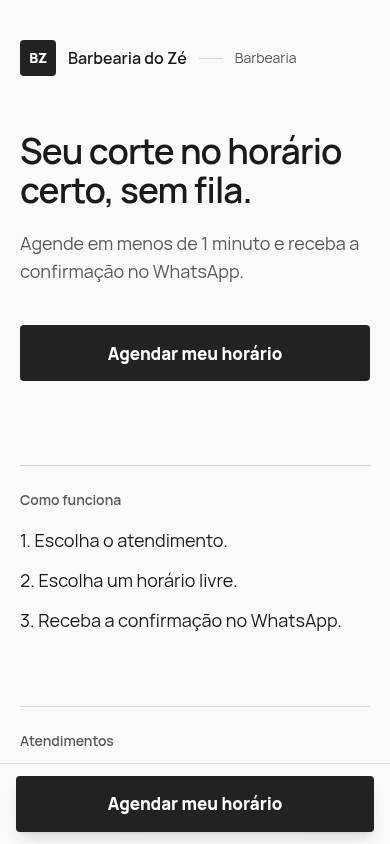 BZ Barbearia do Zé — Barbearia
Seu corte no horário
certo, sem fila.
Agende em menos de 1 minuto e receba a
confirmação no WhatsApp.
Agendar meu horário
Como funciona
1. Escolha o atendimento.
2. Escolha um horário livre.
3. Receba a confirmação no WhatsApp.
Atendimentos
Agendar meu horário